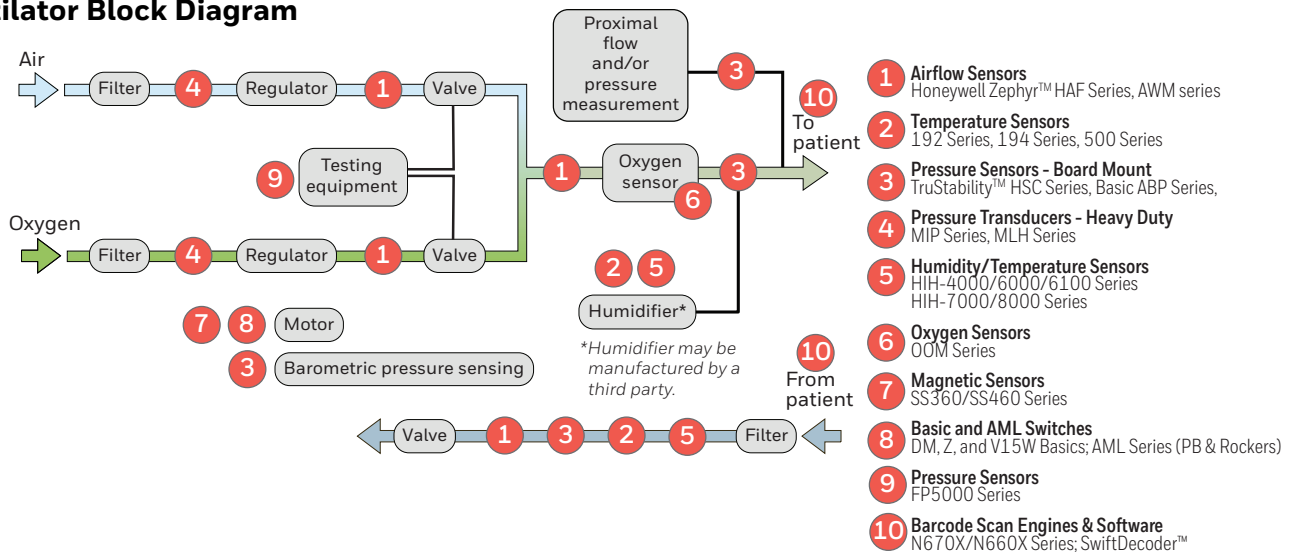 tilator Block Diagram
Air
Filter
4
Regulator
1
Valve
Proximal
flow
and/or
pressure
measurement
3
10
To
patient
9
Testing
equipment
1
Oxygen
sensor
6
3
Oxygen
Filter
4
Regulator
1
Valve
2 5
Humidifier*
*Humidifier may be
manufactured by a
third party.
7 8 Motor
3 Barometric pressure sensing
10
From
patient
Valve
1
3
2
5
Filter
1 Airflow Sensors
Honeywell Zephyr™ HAF Series, AWM series
2 Temperature Sensors
192 Series, 194 Series, 500 Series
3 Pressure Sensors - Board Mount
TruStability™ HSC Series, Basic ABP Series,
4 Pressure Transducers - Heavy Duty
MIP Series, MLH Series
5 Humidity/Temperature Sensors
HIH-4000/6000/6100 Series
HIH-7000/8000 Series
6 Oxygen Sensors
OOM Series
7 Magnetic Sensors
SS360/SS460 Series
8 Basic and AML Switches
DM, Z, and V15W Basics; AML Series (PB & Rockers)
9 Pressure Sensors
FP5000 Series
10 Barcode Scan Engines & Software
N670X/N660X Series; SwiftDecoder™